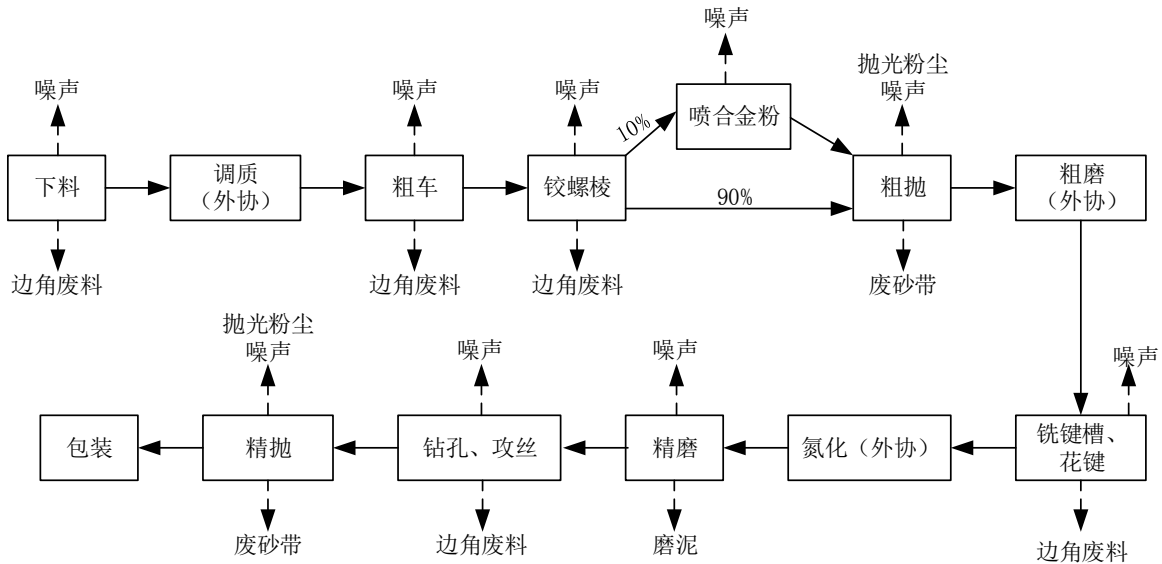 噪声
噪声
噪声
噪声
抛光粉尘
噪声
下料
调质
（外协）
粗车
铰螺棱
10%
喷合金粉
90%
粗抛
粗磨
（外协）
边角废料
边角废料
边角废料
废砂带
抛光粉尘
噪声
噪声
噪声
噪声
包装
精抛
钻孔、攻丝
精磨
氮化（外协）
铣键槽、
花键
废砂带
边角废料
磨泥
边角废料